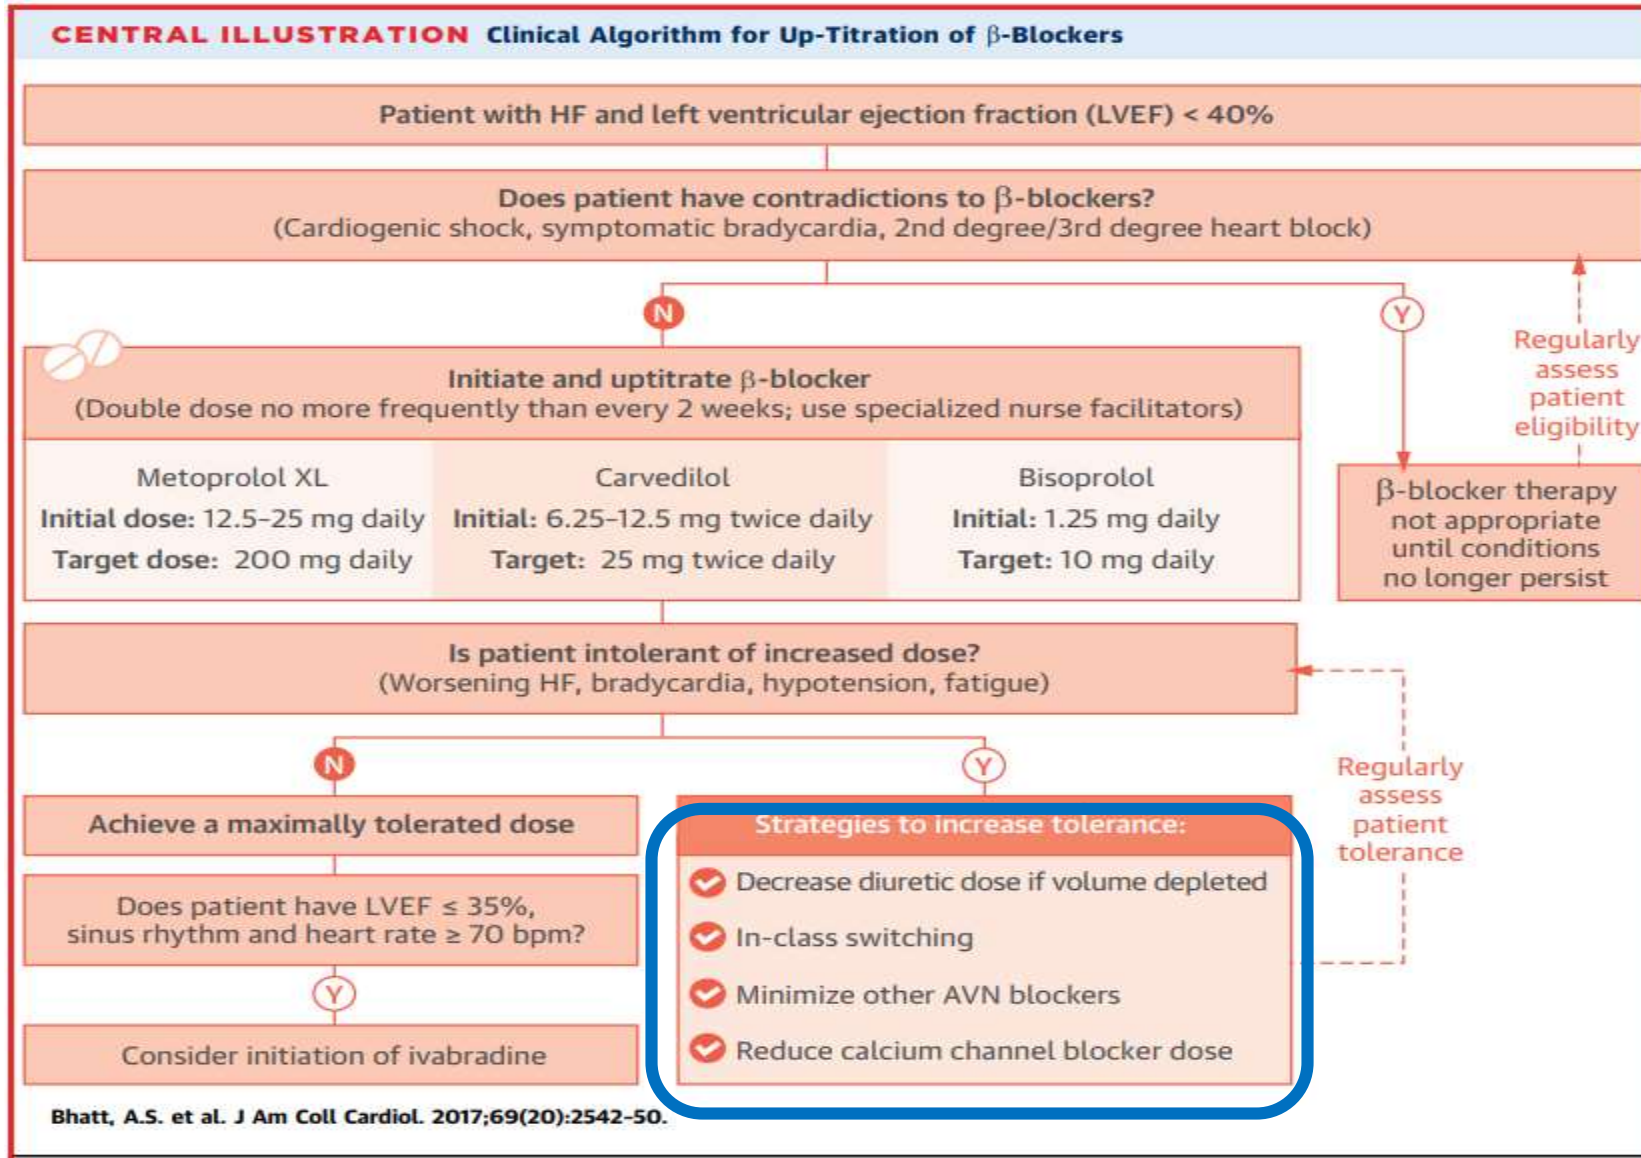 CENTRAL ILLUSTRATION Clinical Algorithm for Up-Titration of β-Blockers
Patient with HF and left ventricular ejection fraction (LVEF) < 40%
Does patient have contradictions to β-blockers?
(Cardiogenic shock, symptomatic bradycardia, 2nd degree/3rd degree heart block)
N
Y
Regularly
assess
patient
eligibility
Initiate and uptitrate β-blocker
(Double dose no more frequently than every 2 weeks; use specialized nurse facilitators)
Metoprolol XL
Initial dose: 12.5–25 mg daily
Target dose: 200 mg daily
Carvedilol
Initial: 6.25–12.5 mg twice daily
Target: 25 mg twice daily
Bisoprolol
Initial: 1.25 mg daily
Target: 10 mg daily
β-blocker therapy
not appropriate
until conditions
no longer persist
Is patient intolerant of increased dose?
(Worsening HF, bradycardia, hypotension, fatigue)
N
Y
Regularly
assess
patient
tolerance
Achieve a maximally tolerated dose
Does patient have LVEF ≤ 35%,
sinus rhythm and heart rate ≥ 70 bpm?
Y
Consider initiation of ivabradine
Strategies to increase tolerance:
Decrease diuretic dose if volume depleted
In-class switching
Minimize other AVN blockers
Reduce calcium channel blocker dose
Bhatt, A.S. et al. J Am Coll Cardiol. 2017;69(20):2542–50.